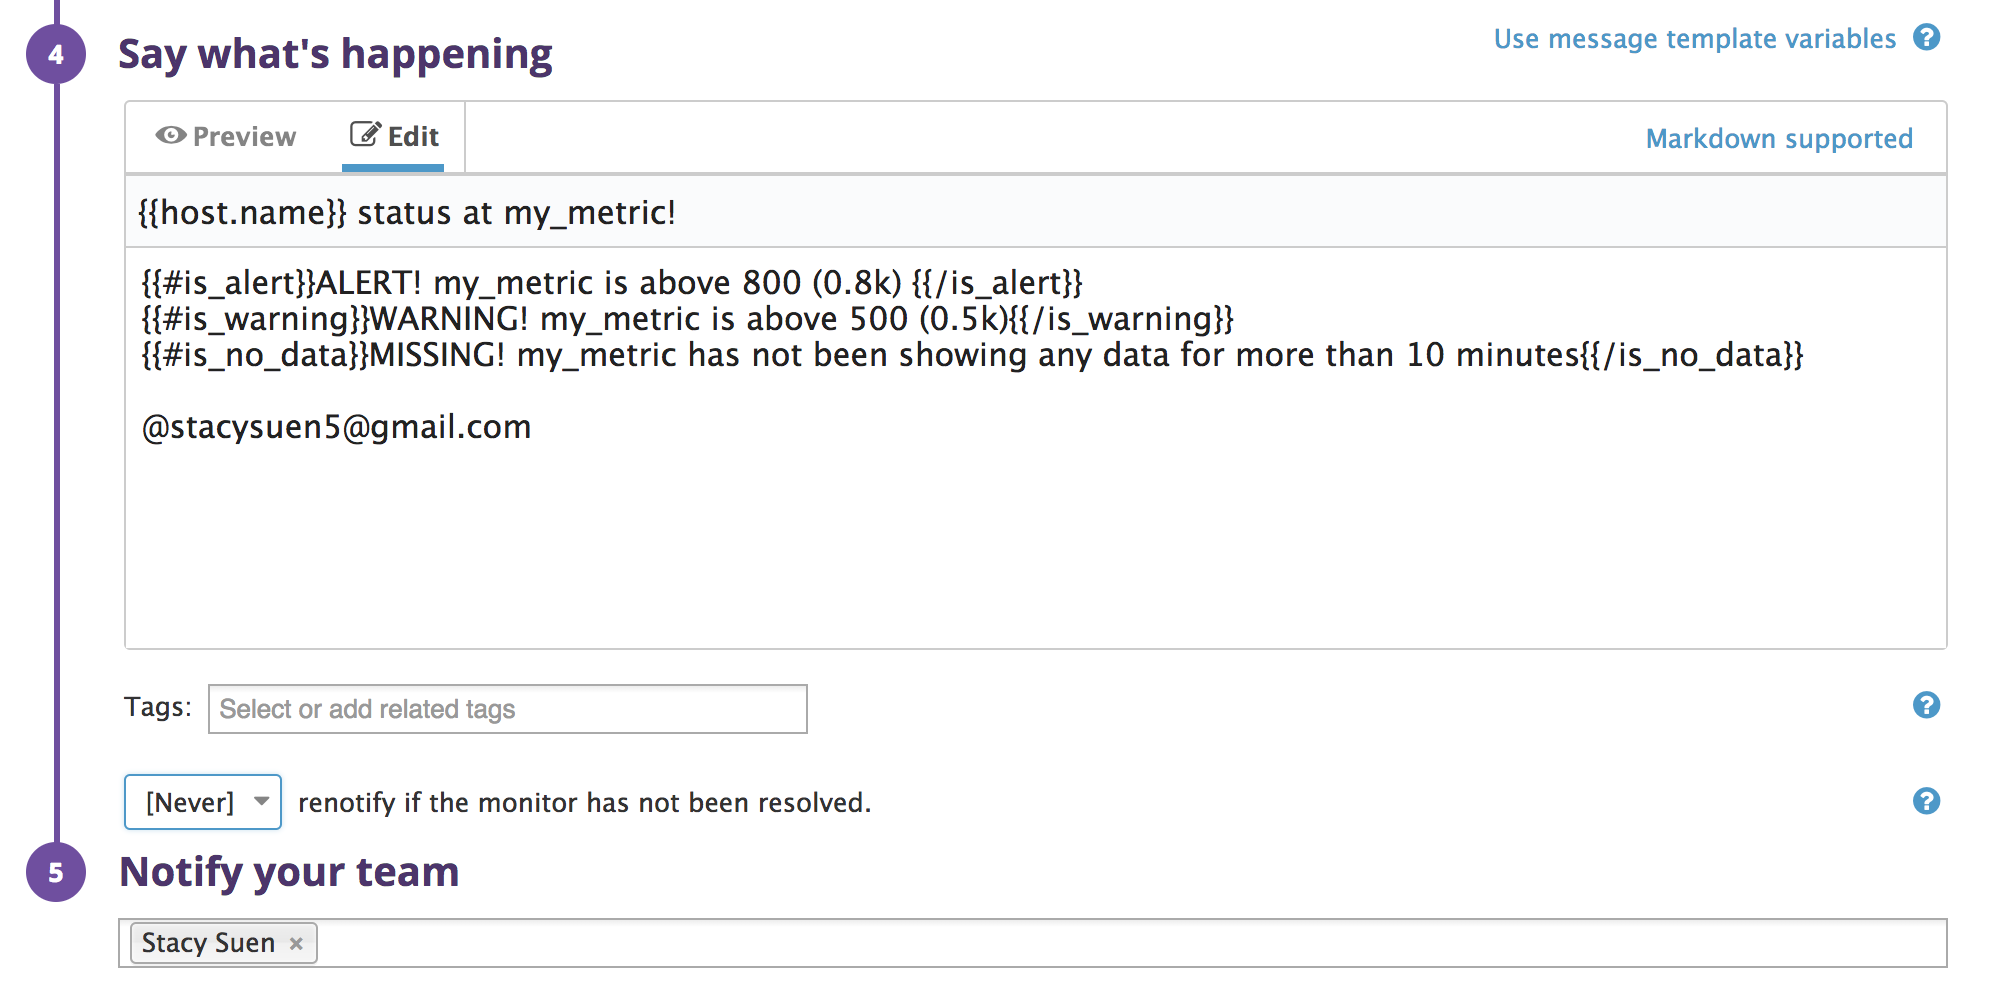 4
Say what's happening
Use message template variables ?
Preview
Edit
Markdown supported
{{host.name}} status at my_metric!
{{#is_alert}}ALERT! my_metric is above 800 (0.8k) {{/is_alert}}
{{#is_warning}}WARNING! my_metric is above 500 (0.5k){{/is_warning}}
{{#is_no_data}}MISSING! my_metric has not been showing any data for more than 10 minutes{{/is_no_data}}
@stacysuen5@gmail.com
Tags: Select or add related tags ?
[Never] renotify if the monitor has not been resolved. ?
5
Notify your team
Stacy Suen ×